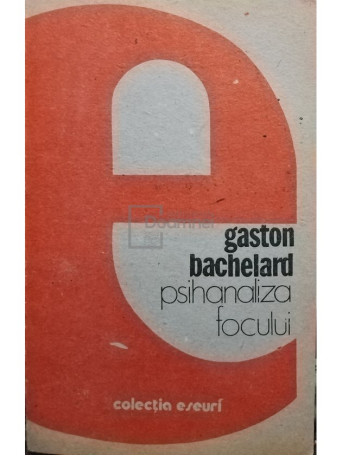 gaston
bachelard
psihanaliza
focului
colecția eseuri